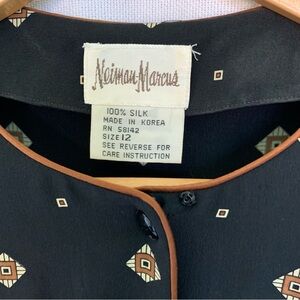 Neiman Marcus
100% SILK
MADE IN KOREA
RN 58142
SIZE 12
SEE REVERSE FOR
CARE INSTRUCTION